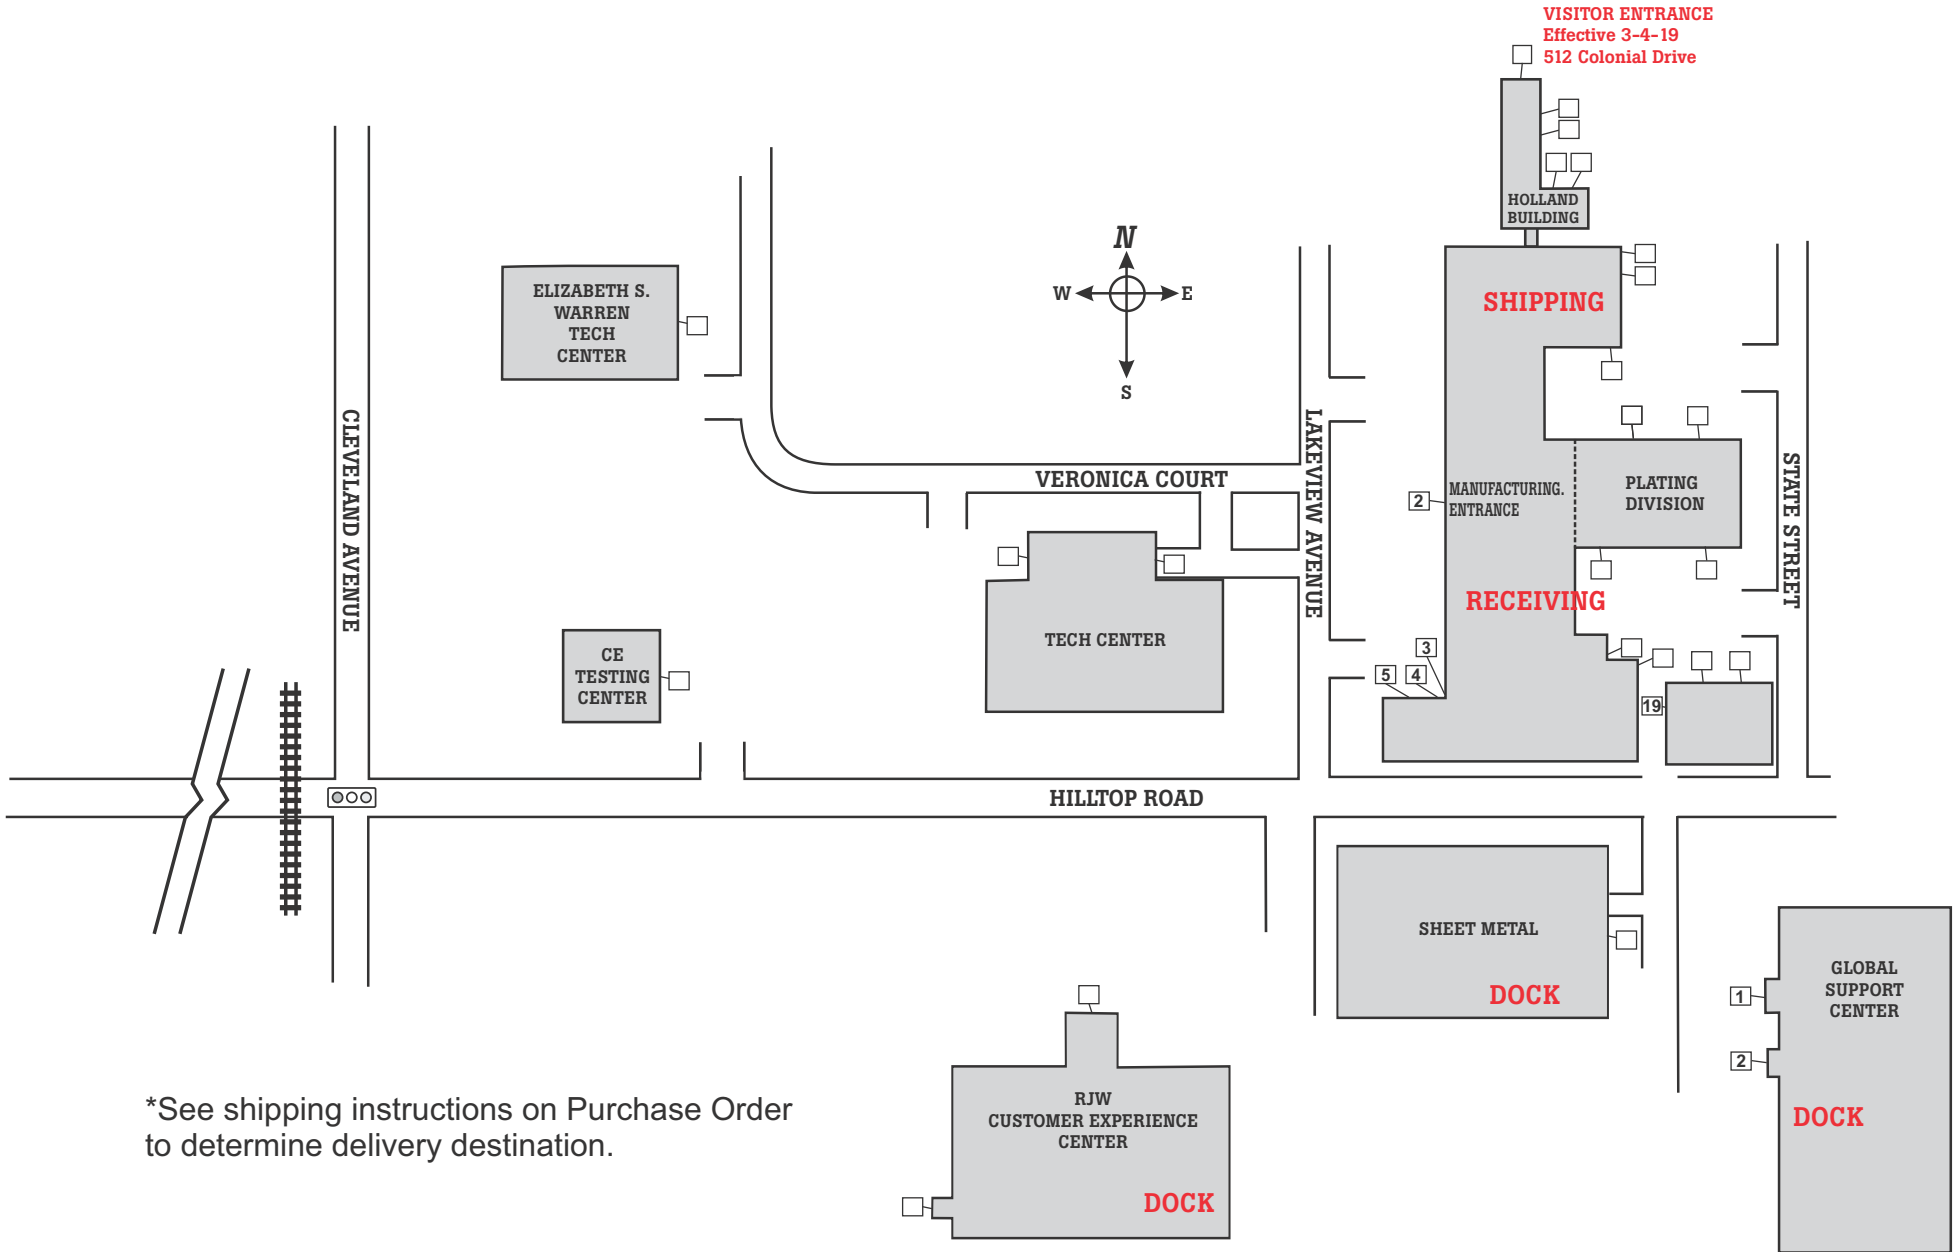 VISITOR ENTRANCE
Effective 3-4-19
512 Colonial Drive
HOLLAND
BUILDING
N
W
E
S
ELIZABETH S.
WARREN
TECH
CENTER
SHIPPING
CLEVELAND AVENUE
VERONICA COURT
LAKEVIEW AVENUE
2
MANUFACTURING.
ENTRANCE
PLATING
DIVISION
STATE STREET
RECEIVING
TECH CENTER
CE
TESTING
CENTER
3
5
4
19
HILLTOP ROAD
SHEET METAL
DOCK
GLOBAL
SUPPORT
CENTER
1
2
DOCK
*See shipping instructions on Purchase Order
to determine delivery destination.
RJW
CUSTOMER EXPERIENCE
CENTER
DOCK